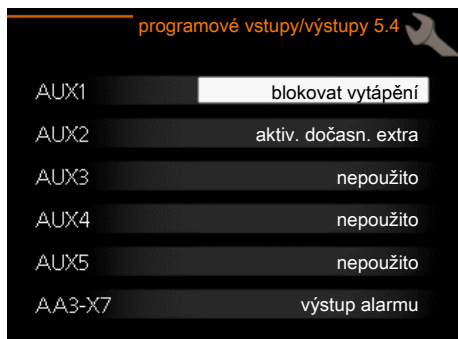 programové vstupy/výstupy 5.4
AUX1 blokovat vytápění
AUX2 aktiv. dočasn. extra
AUX3 nepoužito
AUX4 nepoužito
AUX5 nepoužito
AA3-X7 výstup alarmu